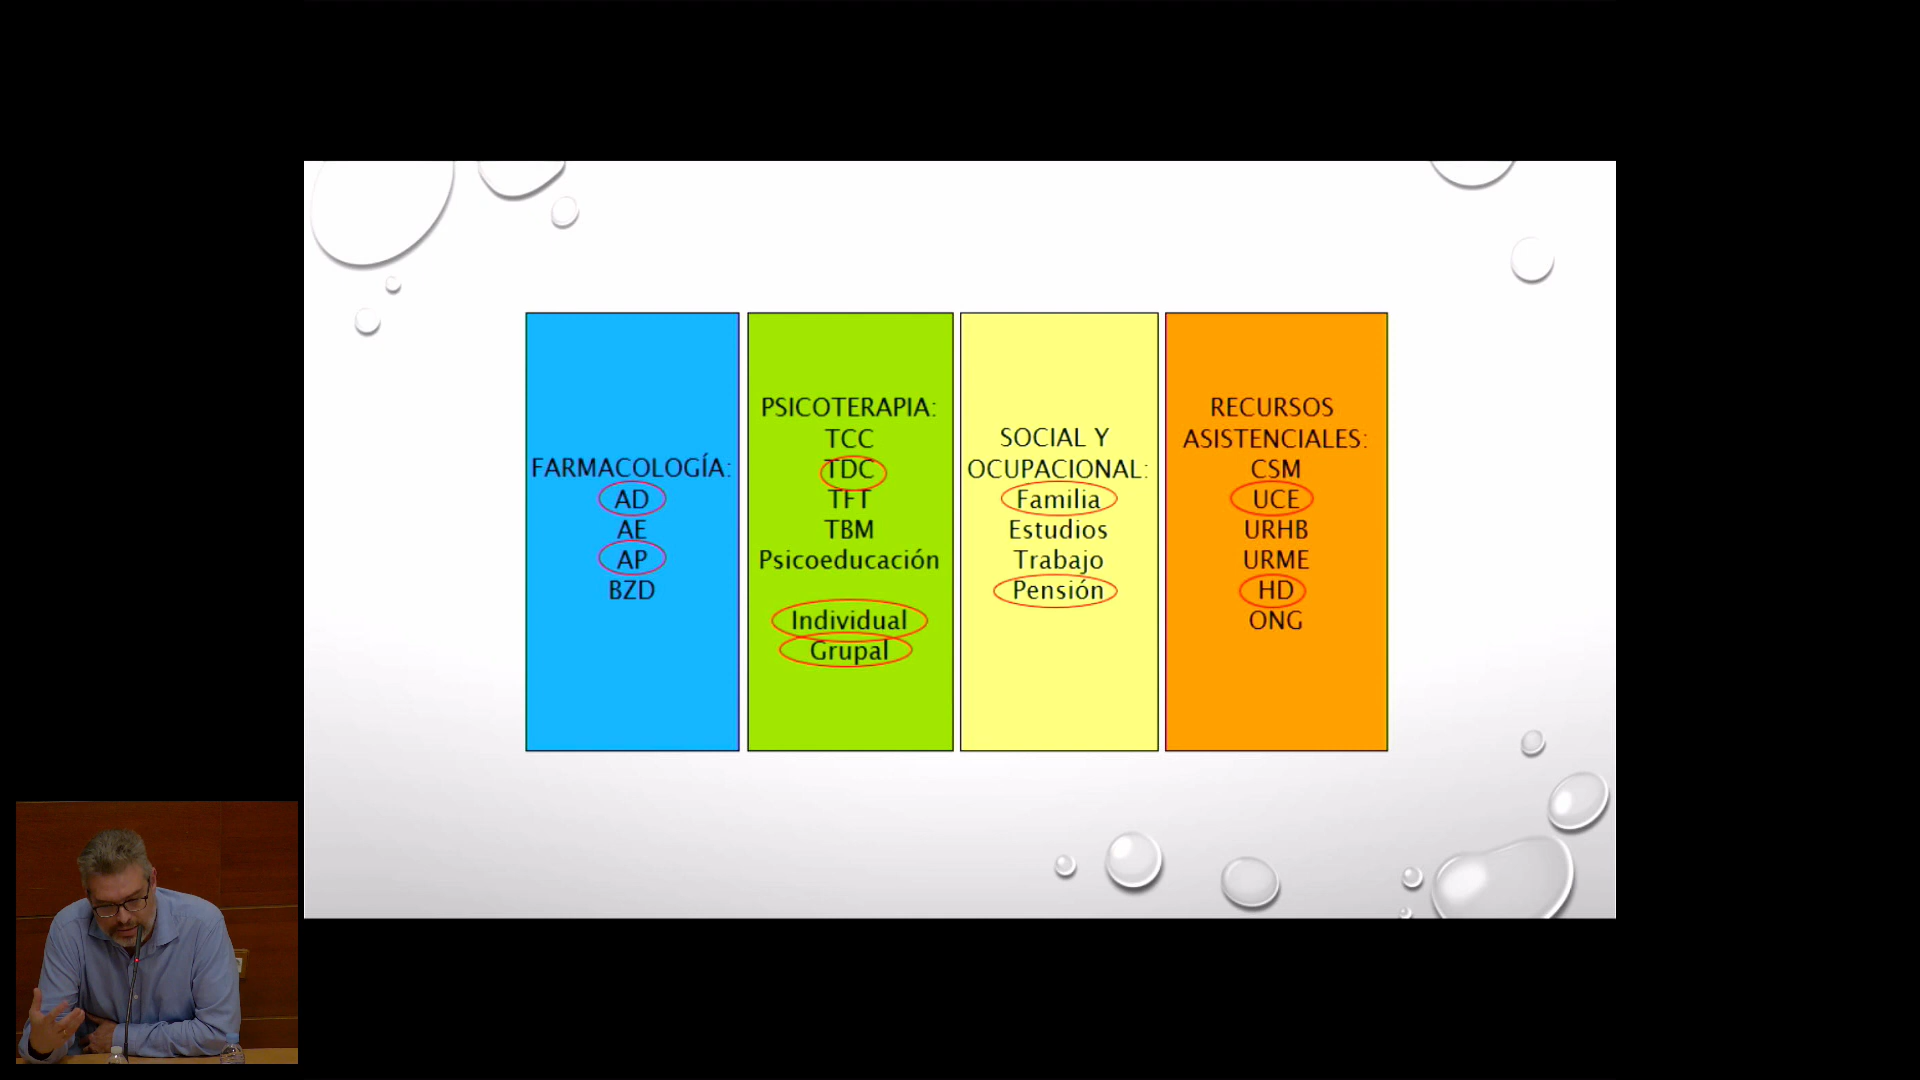 FARMACOLOGÍA:
AD
AE
AP
BZD
PSICOTERAPIA:
TCC
TDC
TFT
TBM
Psicoeducación
Individual
Grupal
SOCIAL Y
OCUPACIONAL:
Familia
Estudios
Trabajo
Pensión
RECURSOS
ASISTENCIALES:
CSM
UCE
URHB
URME
HD
ONG